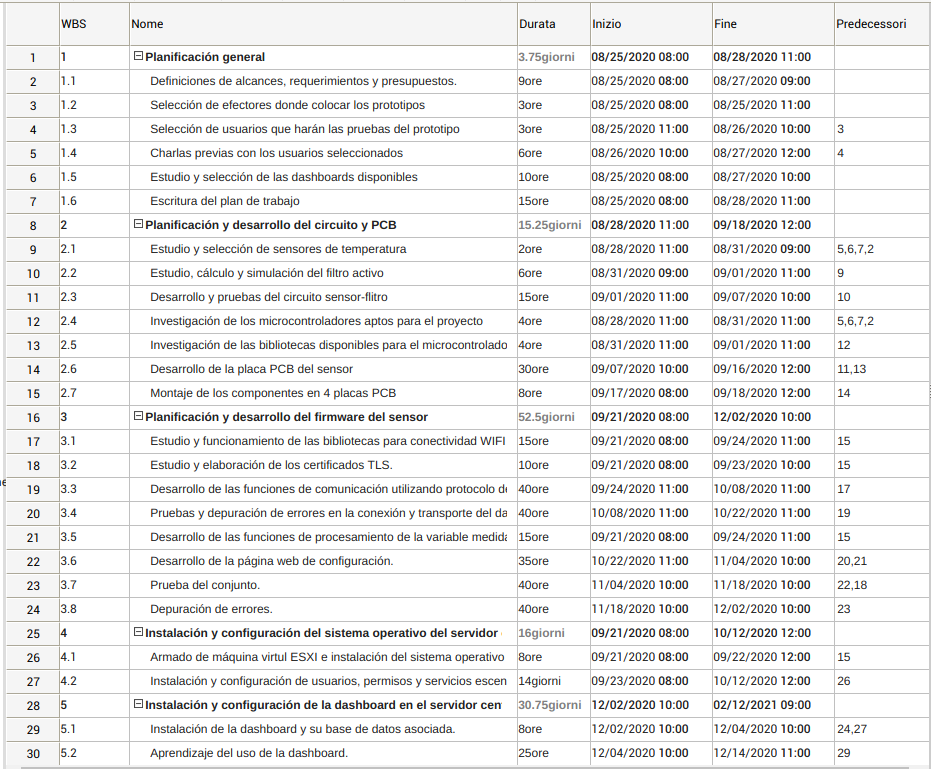 WBS Nome Durata Inizio Fine Predecessori
1 1 Planificación general 3.75giorni 08/25/2020 08:00 08/28/2020 11:00
2 1.1 Definiciones de alcances, requerimientos y presupuestos. 9ore 08/25/2020 08:00 08/27/2020 09:00
3 1.2 Selección de efectores donde colocar los prototipos 3ore 08/25/2020 08:00 08/25/2020 11:00
4 1.3 Selección de usuarios que harán las pruebas del prototipo 3ore 08/25/2020 11:00 08/26/2020 10:00 3
5 1.4 Charlas previas con los usuarios seleccionados 6ore 08/26/2020 10:00 08/27/2020 12:00 4
6 1.5 Estudio y selección de las dashboards disponibles 10ore 08/25/2020 08:00 08/27/2020 10:00
7 1.6 Escritura del plan de trabajo 15ore 08/25/2020 08:00 08/28/2020 11:00
8 2 Planificación y desarrollo del circuito y PCB 15.25giorni 08/28/2020 11:00 09/18/2020 12:00
9 2.1 Estudio y selección de sensores de temperatura 2ore 08/28/2020 11:00 08/31/2020 09:00 5,6,7,2
10 2.2 Estudio, cálculo y simulación del filtro activo 6ore 08/31/2020 09:00 09/01/2020 11:00 9
11 2.3 Desarrollo y pruebas del circuito sensor-flitro 15ore 09/01/2020 11:00 09/07/2020 10:00 10
12 2.4 Investigación de los microcontroladores aptos para el proyecto 4ore 08/28/2020 11:00 08/31/2020 11:00 5,6,7,2
13 2.5 Investigación de las bibliotecas disponibles para el microcontrolado 4ore 08/31/2020 11:00 09/01/2020 11:00 12
14 2.6 Desarrollo de la placa PCB del sensor 30ore 09/07/2020 10:00 09/16/2020 12:00 11,13
15 2.7 Montaje de los componentes en 4 placas PCB 8ore 09/17/2020 08:00 09/18/2020 12:00 14
16 3 Planificación y desarrollo del firmware del sensor 52.5giorni 09/21/2020 08:00 12/02/2020 10:00
17 3.1 Estudio y funcionamiento de las bibliotecas para conectividad WIFI 15ore 09/21/2020 08:00 09/24/2020 11:00 15
18 3.2 Estudio y elaboración de los certificados TLS. 10ore 09/21/2020 08:00 09/23/2020 10:00 15
19 3.3 Desarrollo de las funciones de comunicación utilizando protocolo de 40ore 09/24/2020 11:00 10/08/2020 11:00 17
20 3.4 Pruebas y depuración de errores en la conexión y transporte del da 40ore 10/08/2020 11:00 10/22/2020 11:00 19
21 3.5 Desarrollo de las funciones de procesamiento de la variable medida 15ore 09/21/2020 08:00 09/24/2020 11:00 15
22 3.6 Desarrollo de la página web de configuración. 35ore 10/22/2020 11:00 11/04/2020 10:00 20,21
23 3.7 Prueba del conjunto. 40ore 11/04/2020 10:00 11/18/2020 10:00 22,18
24 3.8 Depuración de errores. 40ore 11/18/2020 10:00 12/02/2020 10:00 23
25 4 Instalación y configuración del sistema operativo del servidor 16giorni 09/21/2020 08:00 10/12/2020 12:00
26 4.1 Armado de máquina virtul ESXI e instalación del sistema operativo 8ore 09/21/2020 08:00 09/22/2020 12:00 15
27 4.2 Instalación y configuración de usuarios, permisos y servicios escen 14giorni 09/23/2020 08:00 10/12/2020 12:00 26
28 5 Instalación y configuración de la dashboard en el servidor cen 30.75giorni 12/02/2020 10:00 02/12/2021 09:00
29 5.1 Instalación de la dashboard y su base de datos asociada. 8ore 12/02/2020 10:00 12/04/2020 10:00 24,27
30 5.2 Aprendizaje del uso de la dashboard. 25ore 12/04/2020 10:00 12/14/2020 11:00 29